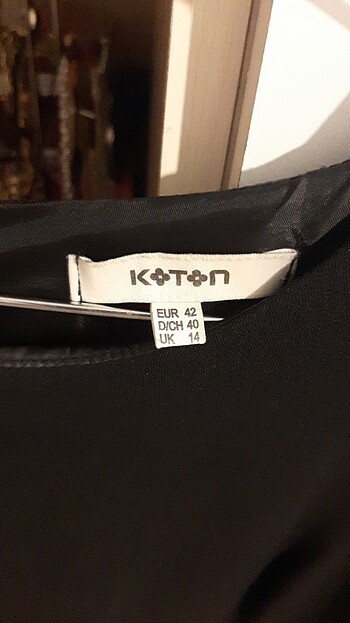 KOTON
EUR 42
D/CH 40
UK 14